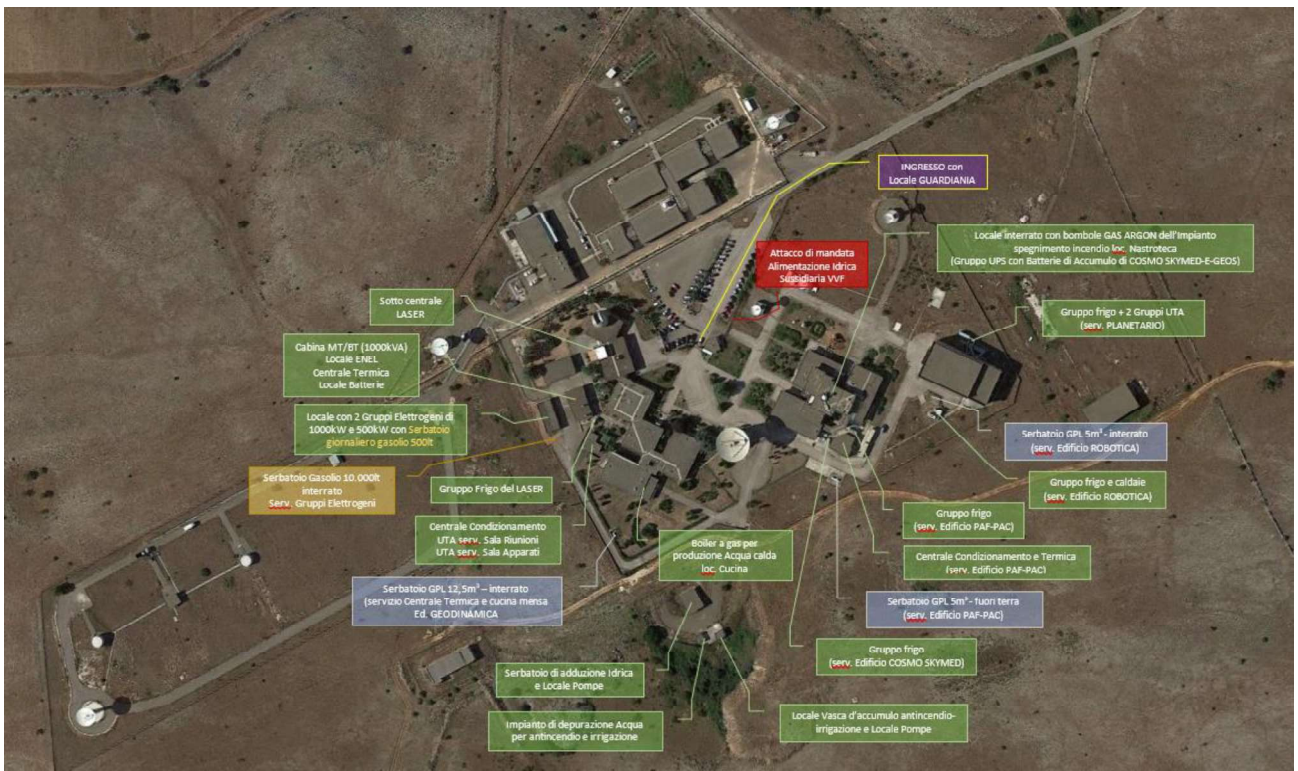 INGRESSO con
Locale GUARDIANIA
Locale interrato con bombole GAS ARGON dell'Impianto
spegnimento incendio loc. Nastroteca
(Gruppo UPS con Batterie di Accumulo di COSMO SKYMED-E-GEOS)
Attacco di mandata
Alimentazione Idrica
Sussidiaria VVF
Sotto centrale
LASER
Gruppo frigo + 2 Gruppi UTA
(serv. PLANETARIO)
Cabina MT/BT (1000kVA)
Locale ENEL
Centrale Termica
Locale Batterie
Locale con 2 Gruppi Elettrogeni di
1000kW e 500kW con Serbatoio
giornaliero gasolio 500lt
Serbatoio GPL 5m³ - interrato
(serv. Edificio ROBOTICA)
Serbatoio Gasolio 10.000lt
interrato
Serv. Gruppi Elettrogeni
Gruppo Frigo del LASER
Gruppo frigo e caldaie
(serv. Edificio ROBOTICA)
Gruppo frigo
(serv. Edificio PAF-PAC)
Centrale Condizionamento
UTA serv. Sala Riunioni
UTA serv. Sala Apparati
Boiler a gas per
produzione Acqua calda
loc. Cucina
Centrale Condizionamento e Termica
(serv. Edificio PAF-PAC)
Serbatoio GPL 12,5m³ – interrato
(servizio Centrale Termica e cucina mensa
Ed. GEODINAMICA
Serbatoio GPL 5m³ - fuori terra
(serv. Edificio PAF-PAC)
Gruppo frigo
(serv. Edificio COSMO SKYMED)
Serbatoio di adduzione Idrica
e Locale Pompe
Impianto di depurazione Acqua
per antincendio e irrigazione
Locale Vasca d'accumulo antincendio-
irrigazione e Locale Pompe